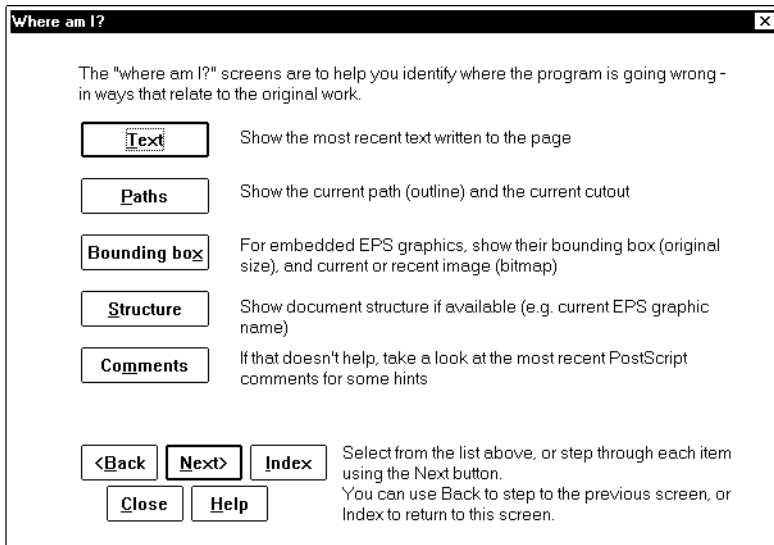 Where am I?
The "where am I?" screens are to help you identify where the program is going wrong -
in ways that relate to the original work.
Text
Show the most recent text written to the page
Paths
Show the current path (outline) and the current cutout
Bounding box
For embedded EPS graphics, show their bounding box (original
size), and current or recent image (bitmap)
Structure
Show document structure if available (e.g. current EPS graphic
name)
Comments
If that doesn't help, take a look at the most recent PostScript
comments for some hints
<Back Next> Index
Close Help
Select from the list above, or step through each item
using the Next button.
You can use Back to step to the previous screen, or
Index to return to this screen.